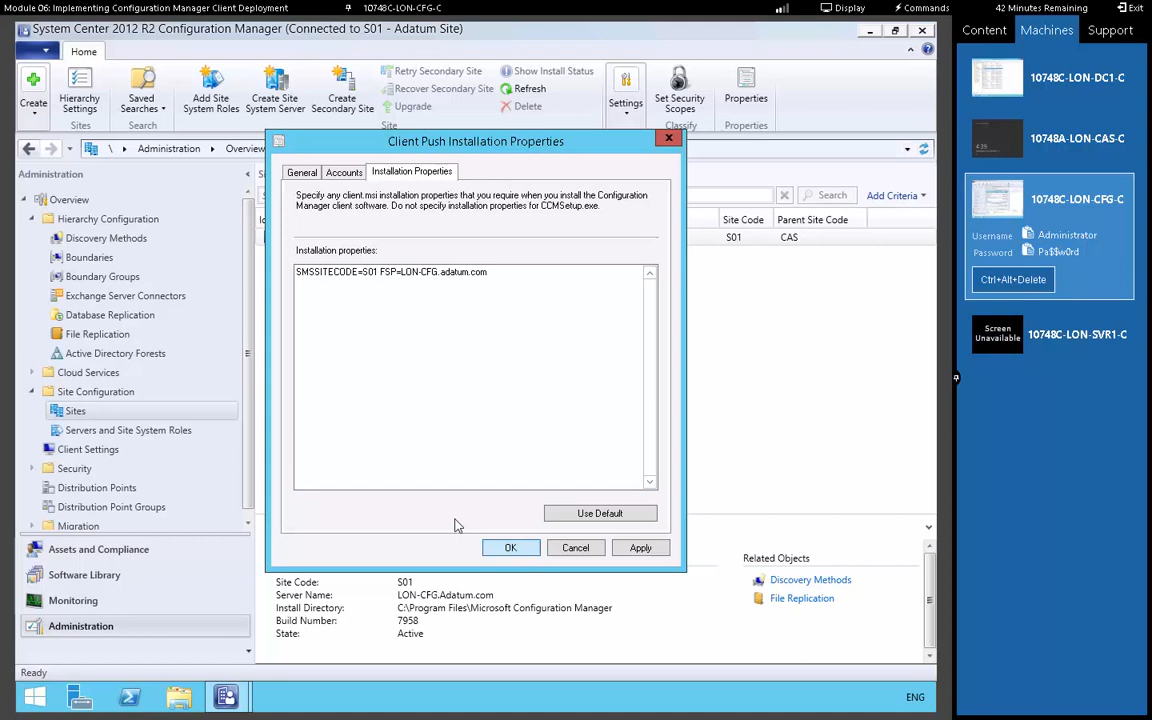 Module 06: Implementing Configuration Manager Client Deployment
10748C-LON-CFG-C
Display
Commands
42 Minutes Remaining
Exit
System Center 2012 R2 Configuration Manager (Connected to S01 - Adatum Site)
Content
Machines
Support
Home
Create
Hierarchy
Settings
Sites
Saved
Searches
Search
Add Site
System Roles
Create Site
System Server
Create
Secondary Site
Retry Secondary Site
Recover Secondary Site
Upgrade
Show Install Status
Refresh
Delete
Site
Settings
Set Security
Scopes
Classify
Properties
Properties
\ Administration
Overview
Administration
Overview
Hierarchy Configuration
Discovery Methods
Boundaries
Boundary Groups
Exchange Server Connectors
Database Replication
File Replication
Active Directory Forests
Cloud Services
Site Configuration
Sites
Servers and Site System Roles
Client Settings
Security
Distribution Points
Distribution Point Groups
Migration
Assets and Compliance
Software Library
Monitoring
Administration
Client Push Installation Properties
General
Accounts
Installation Properties
Specify any client.msi installation properties that you require when you install the Configuration
Manager client software. Do not specify installation properties for CCMSetup.exe.
Installation properties:
SMSSITECODE=S01 FSP=LON-CFG.adatum.com
Use Default
OK
Cancel
Apply
Search
Add Criteria
Site Code
Parent Site Code
S01
CAS
Site Code:
S01
Server Name:
LON-CFG.Adatum.com
Install Directory:
C:\Program Files\Microsoft Configuration Manager
Build Number:
7958
State:
Active
Related Objects
Discovery Methods
File Replication
Ready
ENG
10748C-LON-DC1-C
4:39
10748A-LON-CAS-C
10748C-LON-CFG-C
Username
Administrator
Password
Pa$$w0rd
Ctrl+Alt+Delete
Screen
Unavailable
10748C-LON-SVR1-C